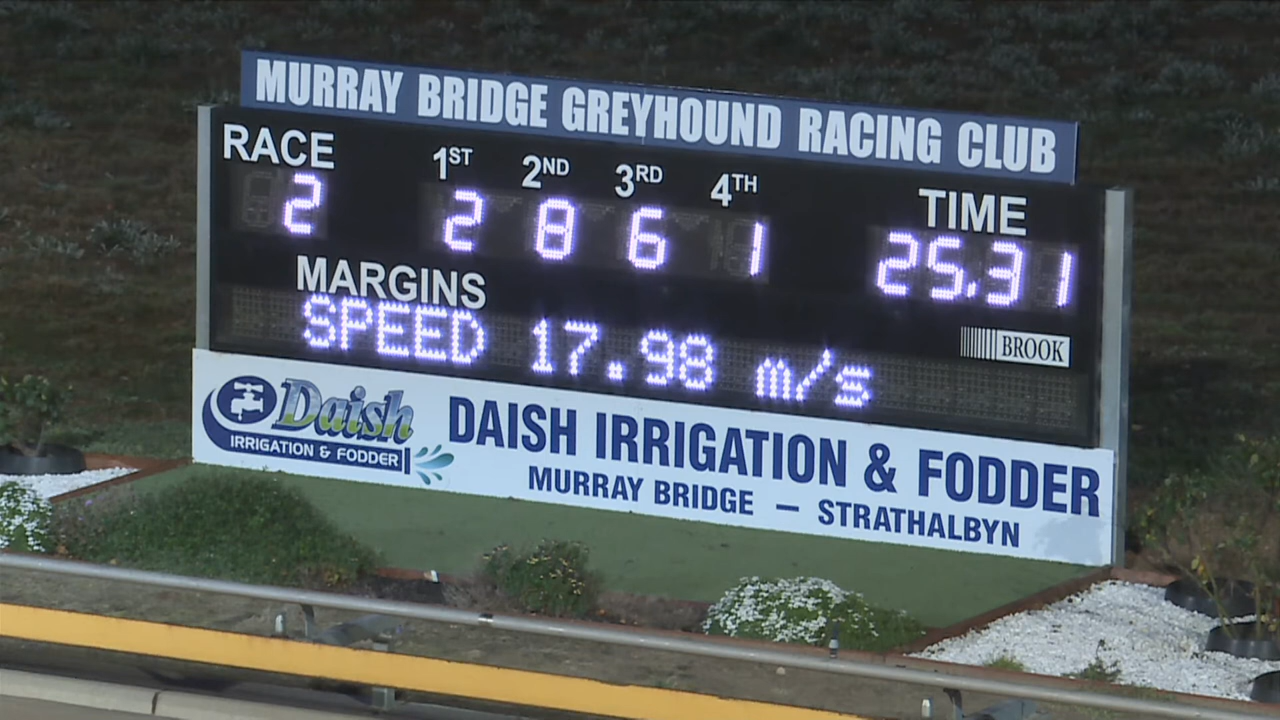 MURRAY BRIDGE GREYHOUND RACING CLUB
RACE 1ST 2ND 3RD 4TH TIME
2 2 8 6 1 25.31
MARGINS
SPEED 17.98 m/s
BROOK
Daish
IRRIGATION & FODDER
DAISH IRRIGATION & FODDER
MURRAY BRIDGE – STRATHALBYN